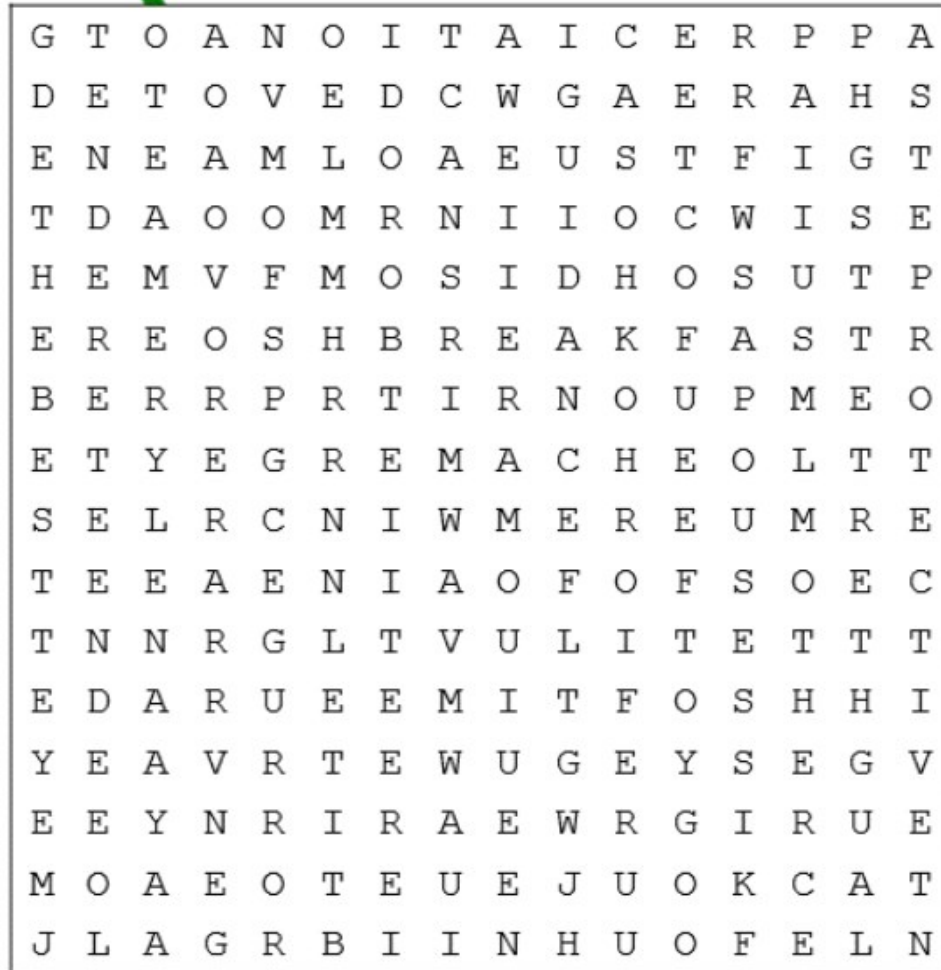 G T O A N O I T A I C E R P P A
D E T O V E D C W G A E R A H S
E N E A M L O A E U S T F I G T
T D A O O M R N I I O C W I S E
H E M V F M O S I D H O S U T P
E R E O S H B R E A K F A S T R
B E R R P R T I R N O U P M E O
E T Y E G R E M A C H E O L T T
S E L R C N I W M E R E U M R E
T E E A E N I A O F O F S O E C
T N N R G L T V U L I T E T T T
E D A R U E E M I T F O S H H I
Y E A V R T E W U G E Y S E G V
E E Y N R I R A E W R G I R U E
M O A E O T E U E J U O K C A T
J L A G R B I I N H U O F E L N